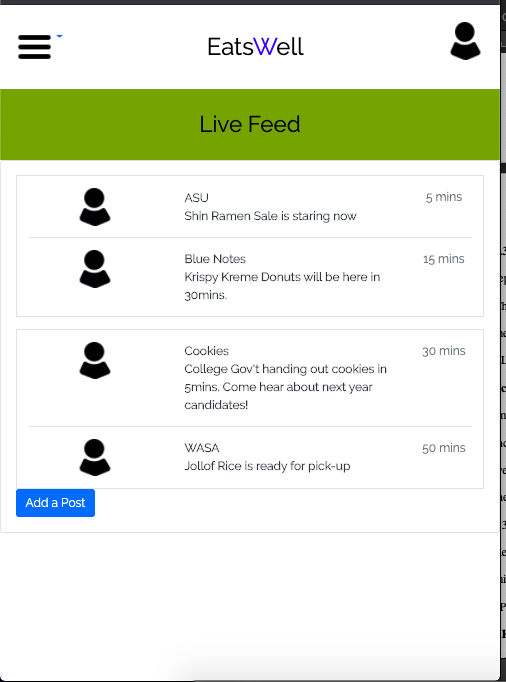 EatsWell
Live Feed
ASU
5 mins
Shin Ramen Sale is staring now
Blue Notes
15 mins
Krispy Kreme Donuts will be here in
30mins.
Cookies
30 mins
College Gov't handing out cookies in
5mins. Come hear about next year
candidates!
WASA
50 mins
Jollof Rice is ready for pick-up
Add a Post